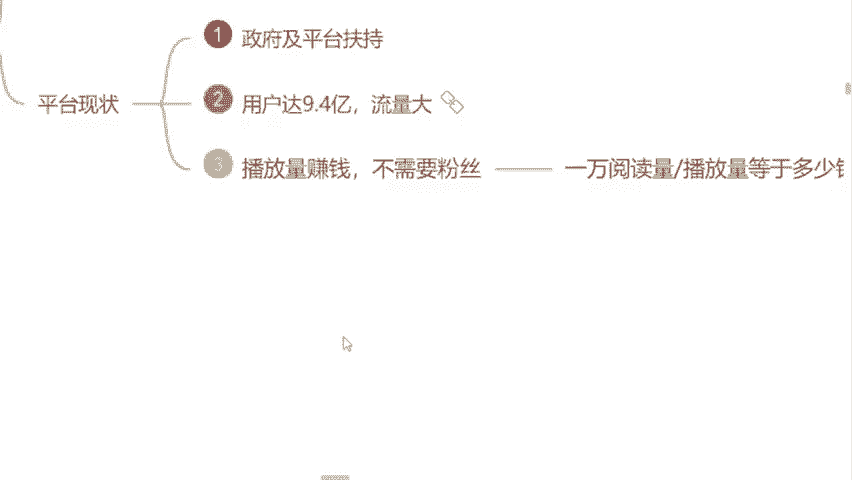 1 政府及平台扶持
平台现状
2 用户达9.4亿，流量大
3 播放量赚钱，不需要粉丝
一万阅读量/播放量等于多少